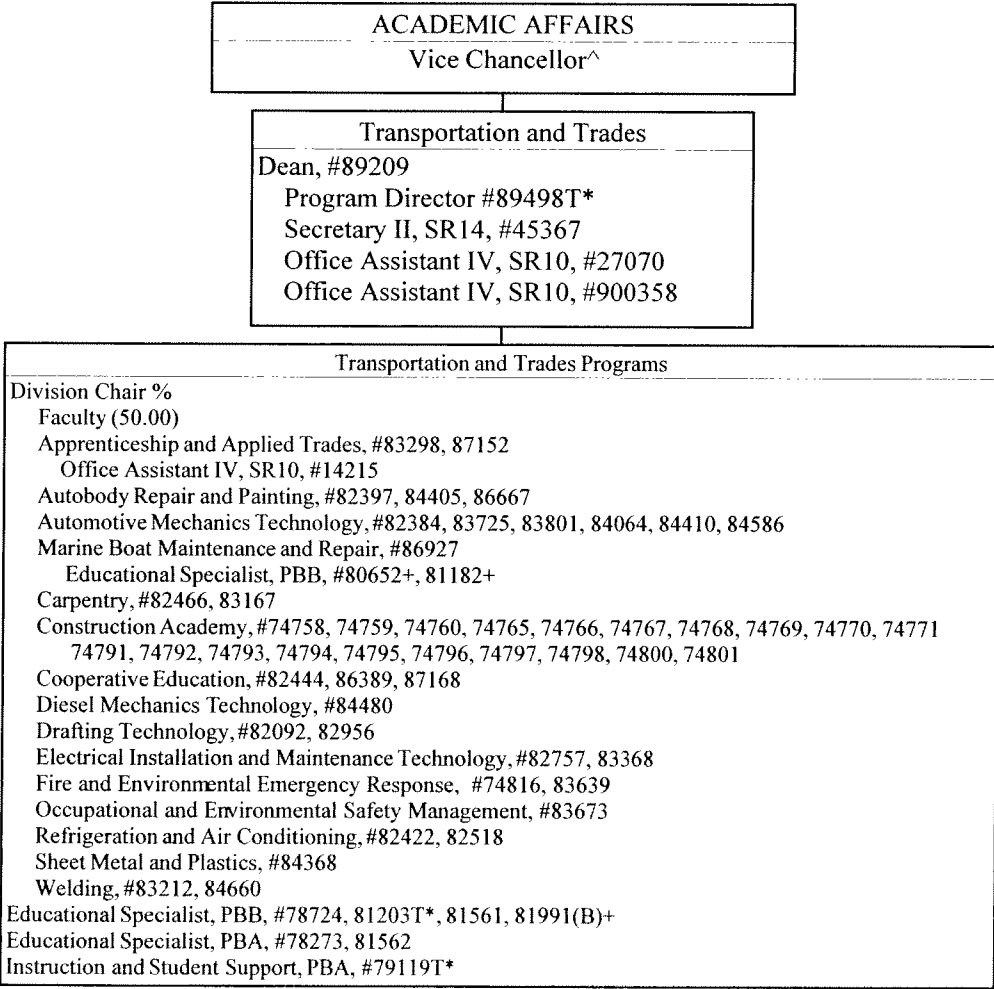 ACADEMIC AFFAIRS
Vice Chancellor^
Transportation and Trades
Dean, #89209
Program Director #89498T*
Secretary II, SR14, #45367
Office Assistant IV, SR10, #27070
Office Assistant IV, SR10, #900358
Transportation and Trades Programs
Division Chair %
Faculty (50.00)
Apprenticeship and Applied Trades, #83298, 87152
Office Assistant IV, SR10, #14215
Autobody Repair and Painting, #82397, 84405, 86667
Automotive Mechanics Technology, #82384, 83725, 83801, 84064, 84410, 84586
Marine Boat Maintenance and Repair, #86927
Educational Specialist, PBB, #80652+, 81182+
Carpentry, #82466, 83167
Construction Academy, #74758, 74759, 74760, 74765, 74766, 74767, 74768, 74769, 74770, 74771
74791, 74792, 74793, 74794, 74795, 74796, 74797, 74798, 74800, 74801
Cooperative Education, #82444, 86389, 87168
Diesel Mechanics Technology, #84480
Drafting Technology, #82092, 82956
Electrical Installation and Maintenance Technology, #82757, 83368
Fire and Environmental Emergency Response, #74816, 83639
Occupational and Environmental Safety Management, #83673
Refrigeration and Air Conditioning, #82422, 82518
Sheet Metal and Plastics, #84368
Welding, #83212, 84660
Educational Specialist, PBB, #78724, 81203T*, 81561, 81991(B)+
Educational Specialist, PBA, #78273, 81562
Instruction and Student Support, PBA, #79119T*